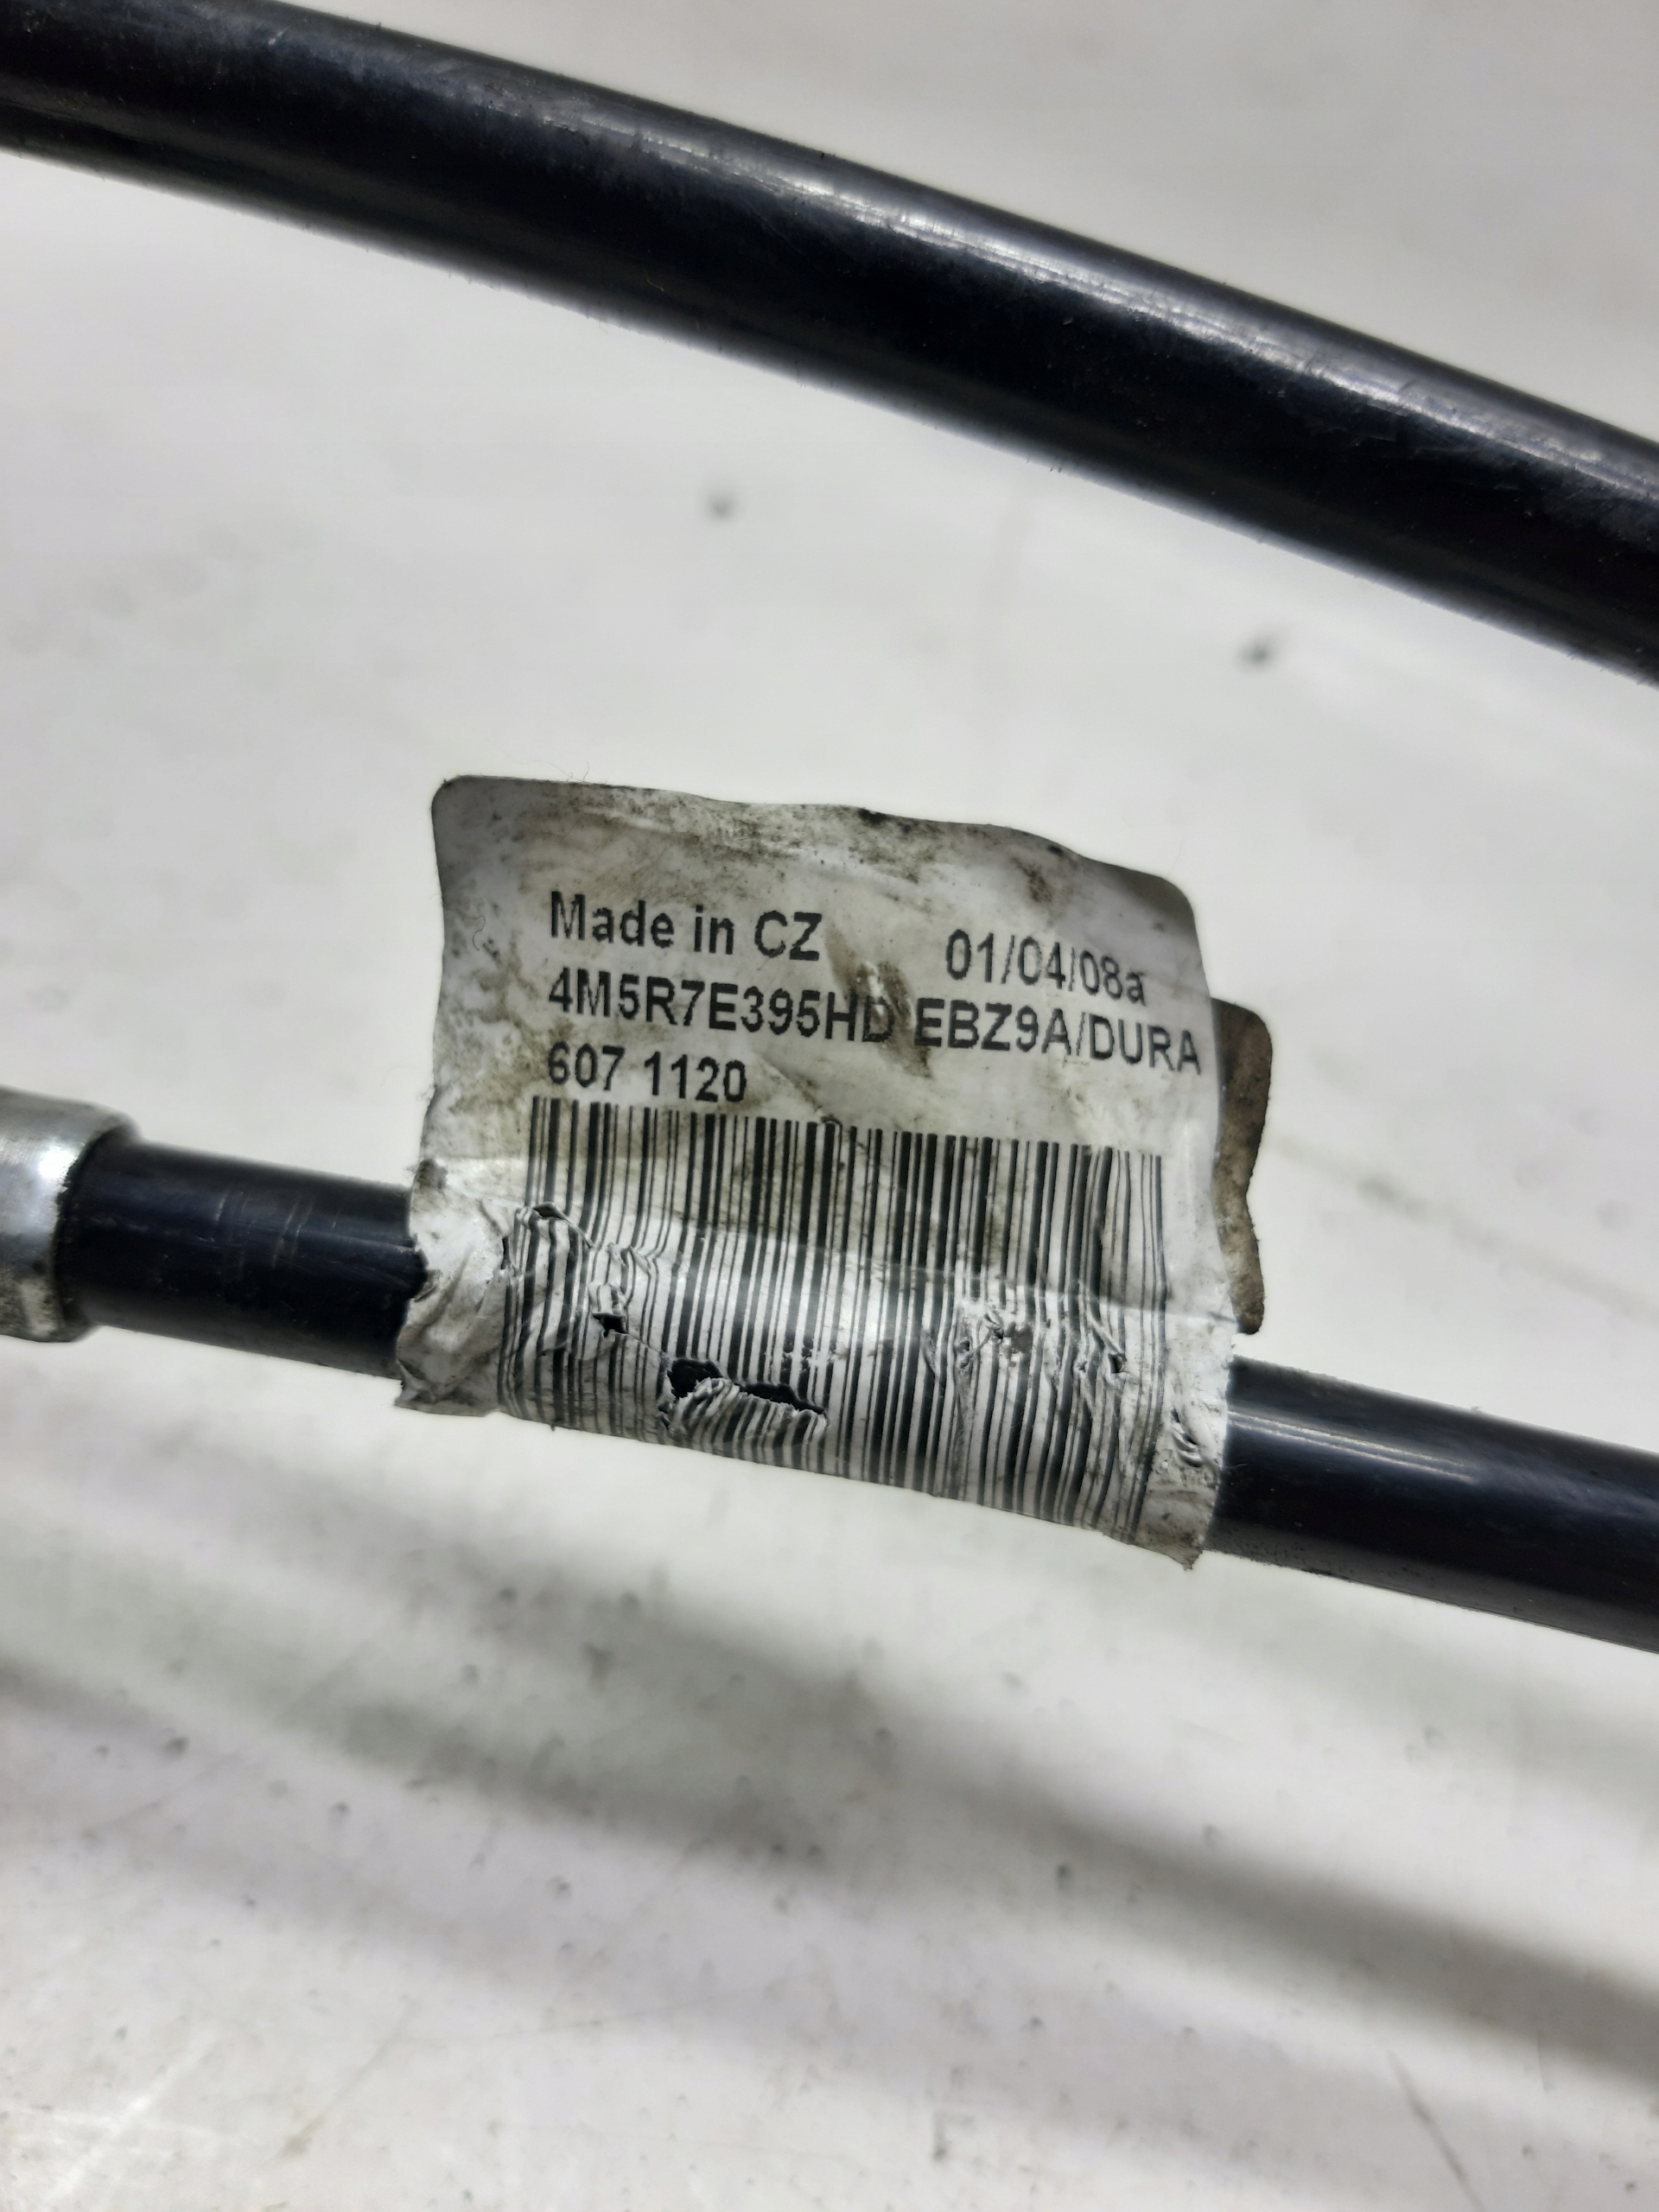 Made in CZ 01/04/08a
4M5R7E395HD EBZ9A/DURA
607 1120